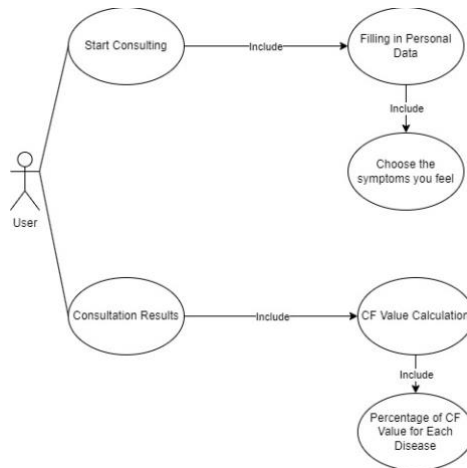 Start Consulting
Include
Filling in Personal
Data
Include
Choose the
symptoms you feel
User
Consultation Results
Include
CF Value Calculation
Include
Percentage of CF
Value for Each
Disease